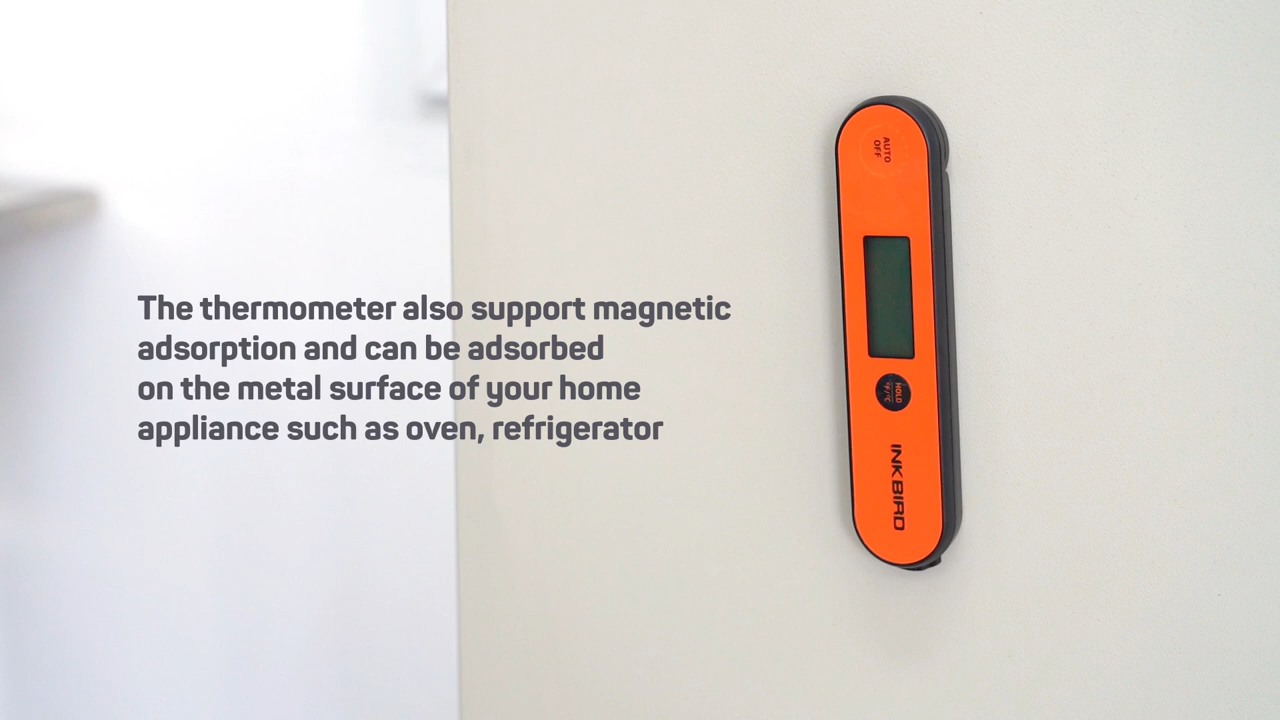 The thermometer also support magnetic
adsorption and can be adsorbed
on the metal surface of your home
appliance such as oven, refrigerator
AUTO
OFF
HOLD
°F/°C
INKBIRD